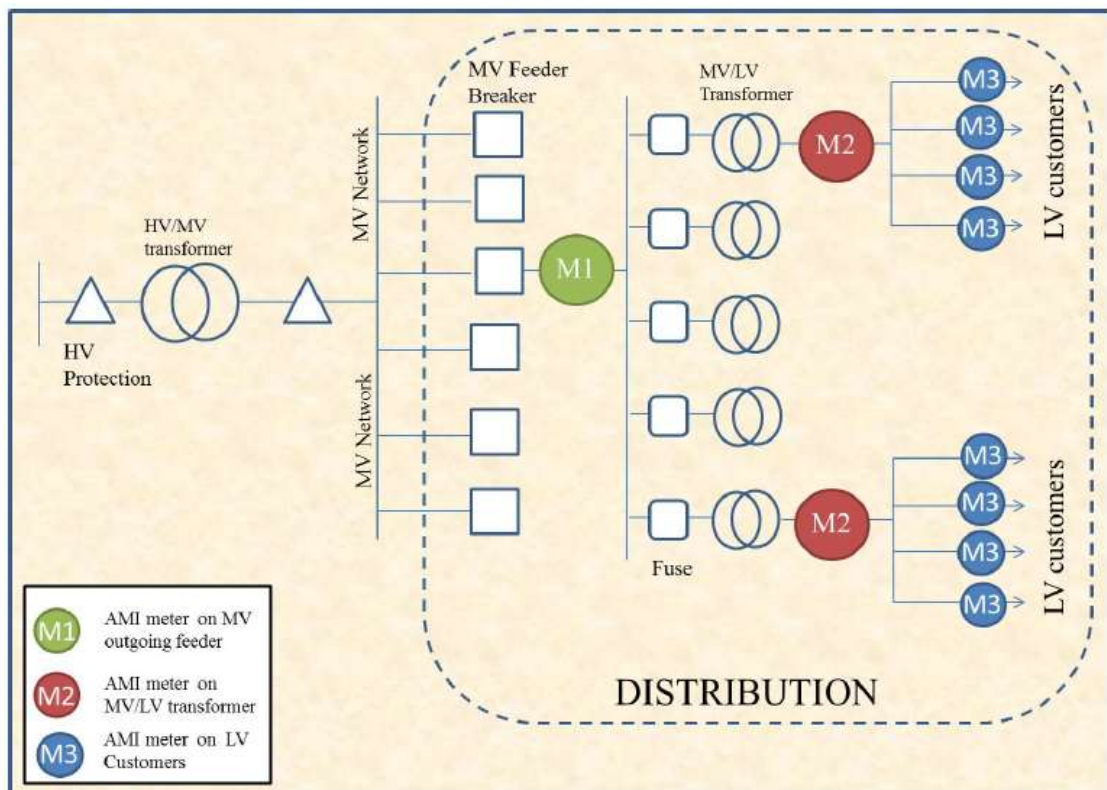 MV Feeder
Breaker
MV/LV
Transformer
M3
M3
M3
M3
LV customers
M2
MV Network
HV/MV
transformer
M1
HV
Protection
MV Network
M2
M3
M3
M3
M3
LV customers
Fuse
M1
AMI meter on MV
outgoing feeder
M2
AMI meter on
MV/LV transformer
M3
AMI meter on LV
Customers
DISTRIBUTION